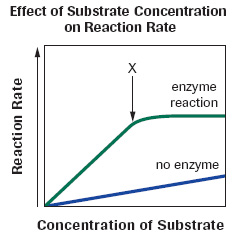 Effect of Substrate Concentration
on Reaction Rate
X
enzyme
reaction
no enzyme
Reaction Rate
Concentration of Substrate